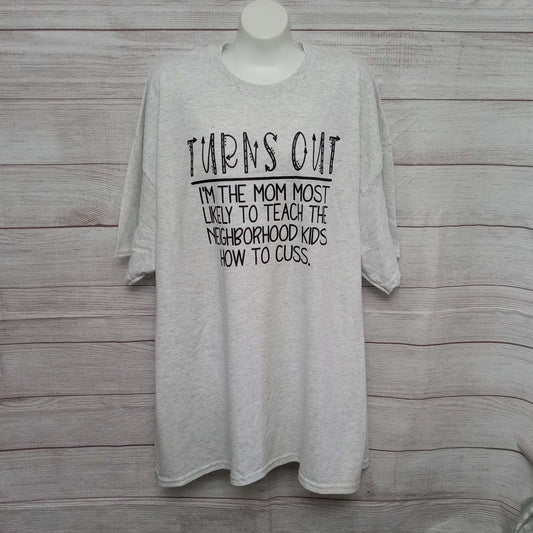 TURNS OUT
I'M THE MOM MOST
LIKELY TO TEACH THE
NEIGHBORHOOD KIDS
HOW TO CUSS.